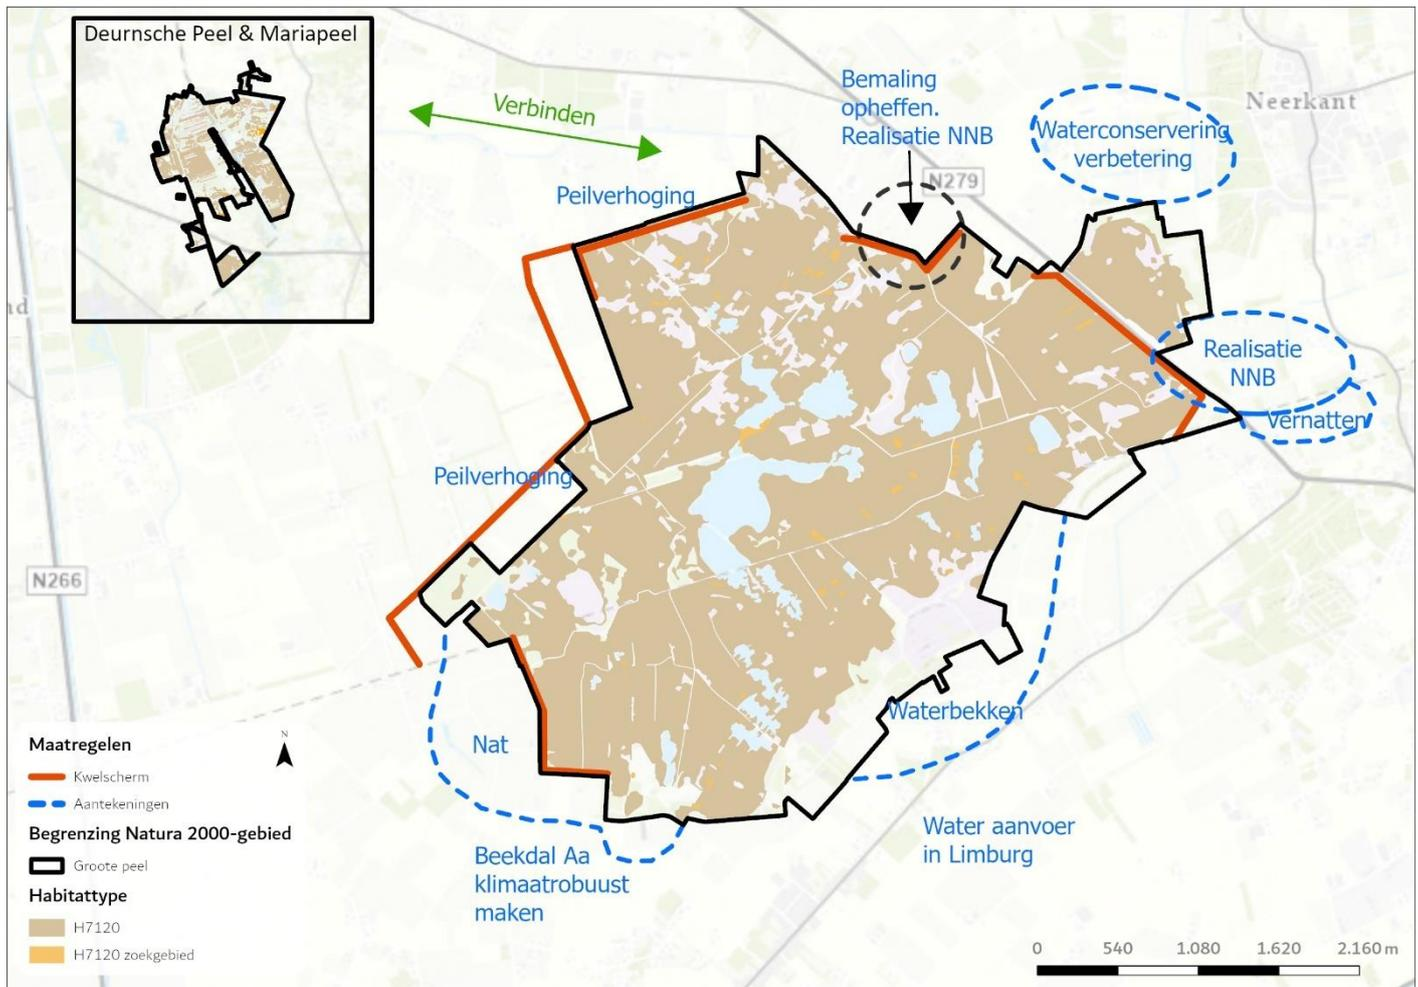 Deurnsche Peel & Mariapeel
Verbinden
Bemaling
opheffen.
Realisatie NNB
Neerkant
Waterconservering
verbetering
N279
Peilverhoging
Realisatie
NNB
Vernatten
Peilverhoging
N266
Waterbekken
Nat
Water aanvoer
in Limburg
Beekdal Aa
klimaatrobuust
maken
Maatregelen
N
Kwelscherm
Aantekeningen
Begrenzing Natura 2000-gebied
Groote peel
Habitattype
H7120
H7120 zoekgebied
0 540 1.080 1.620 2.160 m